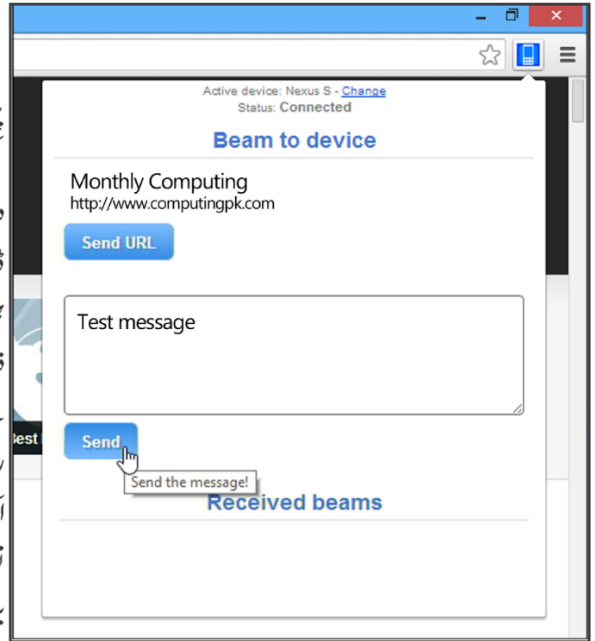 Active device: Nexus S - Change
Status: Connected
Beam to device
Monthly Computing
http://www.computingpk.com
Send URL
Test message
Send
Send the message!
Received beams